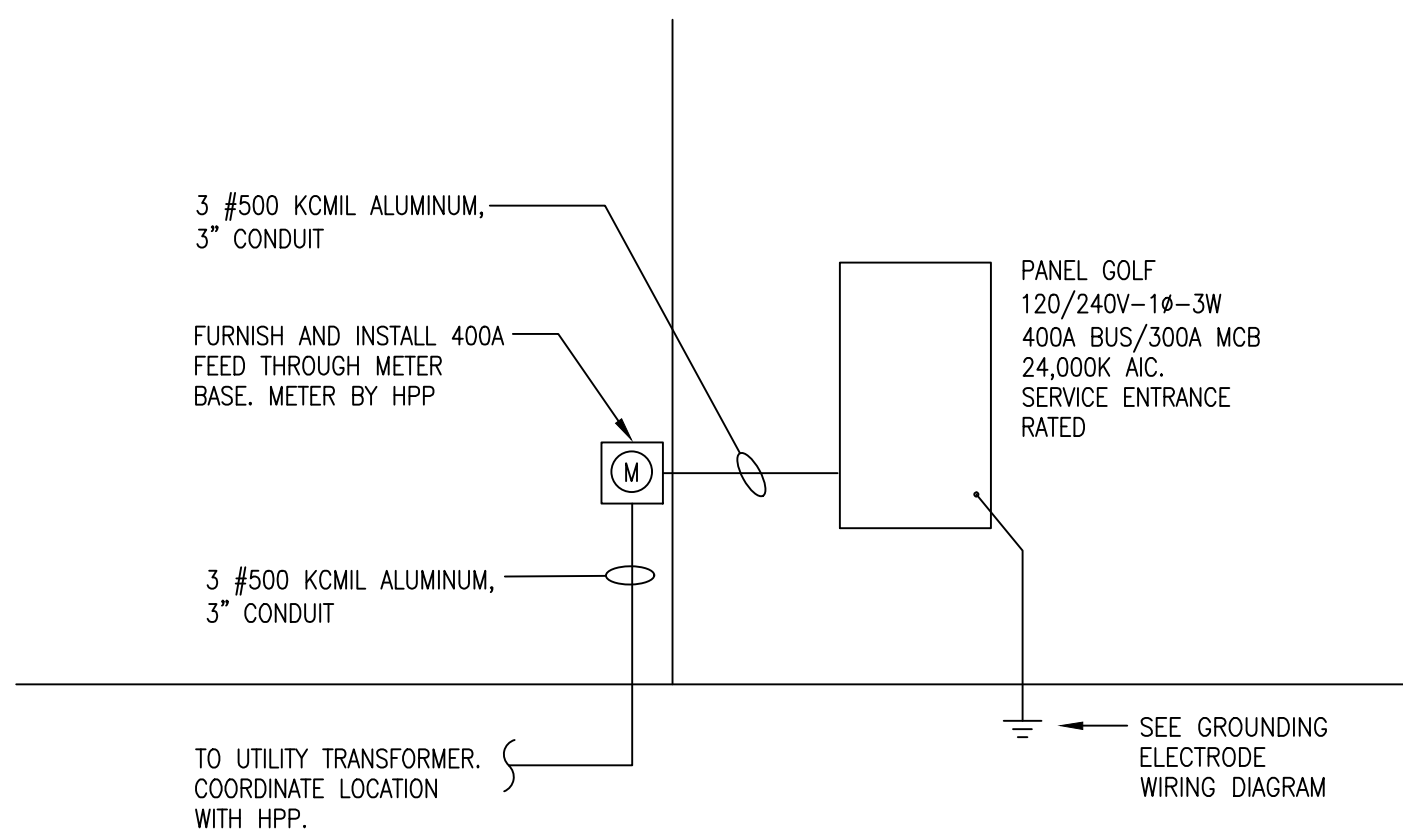 3 #500 KCMIL ALUMINUM,
3" CONDUIT
FURNISH AND INSTALL 400A
FEED THROUGH METER
BASE. METER BY HPP
PANEL GOLF
120/240V-1ø-3W
400A BUS/300A MCB
24,000K AIC.
SERVICE ENTRANCE
RATED
M
3 #500 KCMIL ALUMINUM,
3" CONDUIT
TO UTILITY TRANSFORMER.
COORDINATE LOCATION
WITH HPP.
SEE GROUNDING
ELECTRODE
WIRING DIAGRAM